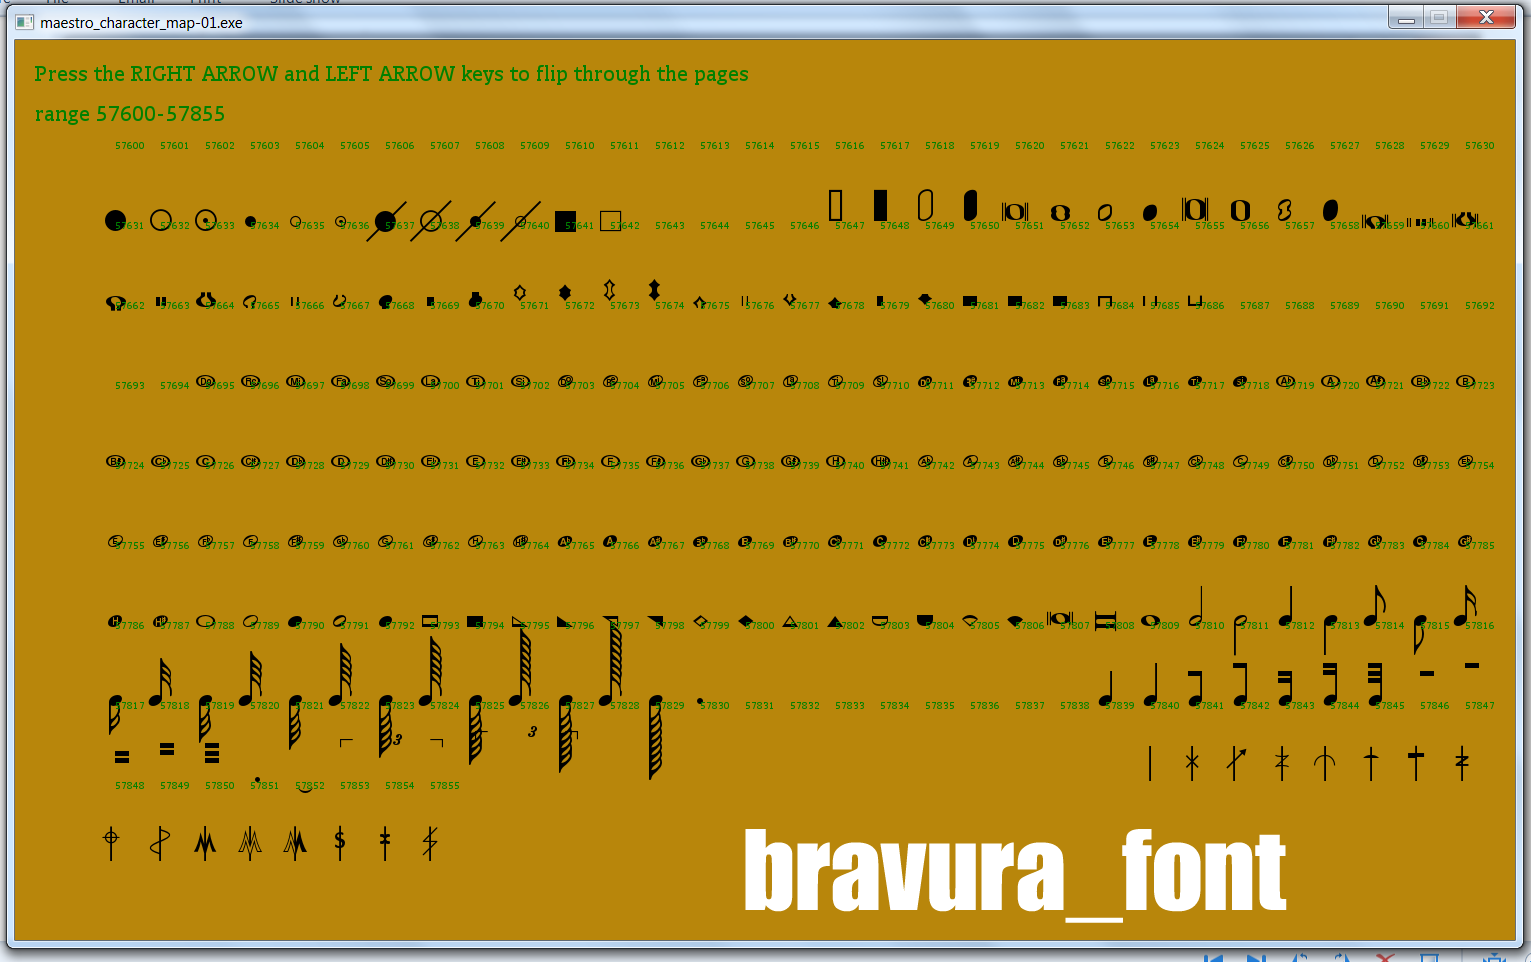 File Email Print Slide show
maestro_character_map-01.exe
Press the RIGHT ARROW and LEFT ARROW keys to flip through the pages
range 57600-57855
57600 57601 57602 57603 57604 57605 57606 57607 57608 57609 57610 57611 57612 57613 57614 57615 57616 57617 57618 57619 57620 57621 57622 57623 57624 57625 57626 57627 57628 57629 57630
57631 57632 57633 57634 57635 57636 57637 57638 57639 57640 57641 57642 57643 57644 57645 57646 57647 57648 57649 57650 57651 57652 57653 57654 57655 57656 57657 57658 57659 57660 57661
57662 57663 57664 57665 57666 57667 57668 57669 57670 57671 57672 57673 57674 57675 57676 57677 57678 57679 57680 57681 57682 57683 57684 57685 57686 57687 57688 57689 57690 57691 57692
57693 57694 57695 57696 57697 57698 57699 57700 57701 57702 57703 57704 57705 57706 57707 57708 57709 57710 57711 57712 57713 57714 57715 57716 57717 57718 57719 57720 57721 57722 57723
57724 57725 57726 57727 57728 57729 57730 57731 57732 57733 57734 57735 57736 57737 57738 57739 57740 57741 57742 57743 57744 57745 57746 57747 57748 57749 57750 57751 57752 57753 57754
57755 57756 57757 57758 57759 57760 57761 57762 57763 57764 57765 57766 57767 57768 57769 57770 57771 57772 57773 57774 57775 57776 57777 57778 57779 57780 57781 57782 57783 57784 57785
57786 57787 57788 57789 57790 57791 57792 57793 57794 57795 57796 57797 57798 57799 57800 57801 57802 57803 57804 57805 57806 57807 57808 57809 57810 57811 57812 57813 57814 57815 57816
57817 57818 57819 57820 57821 57822 57823 57824 57825 57826 57827 57828 57829 57830 57831 57832 57833 57834 57835 57836 57837 57838 57839 57840 57841 57842 57843 57844 57845 57846 57847
3 3
57848 57849 57850 57851 57852 57853 57854 57855
$
bravura_font